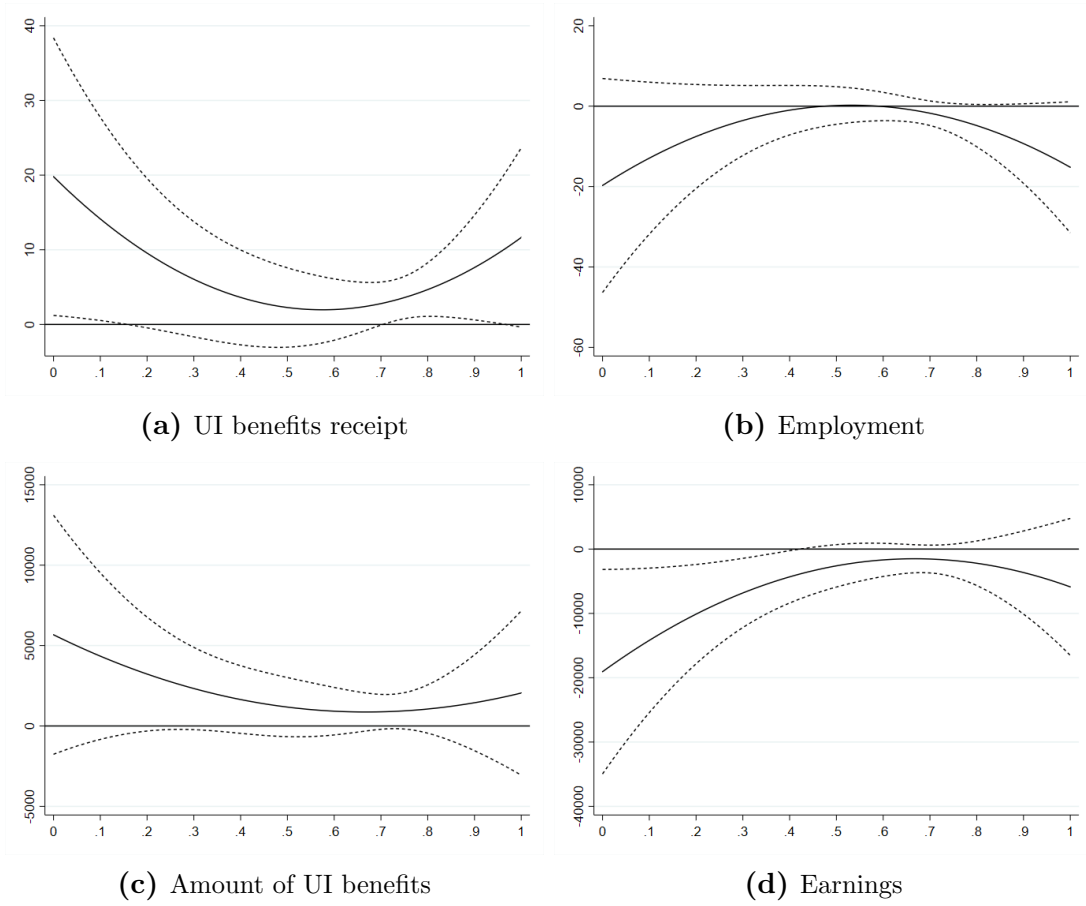 40
30
20
10
0
0 .1 .2 .3 .4 .5 .6 .7 .8 .9 1
(a) UI benefits receipt
20
0
-20
-40
-60
0 .1 .2 .3 .4 .5 .6 .7 .8 .9 1
(b) Employment
15000
10000
5000
0
-5000
0 .1 .2 .3 .4 .5 .6 .7 .8 .9 1
(c) Amount of UI benefits
10000
0
-10000
-20000
-30000
-40000
0 .1 .2 .3 .4 .5 .6 .7 .8 .9 1
(d) Earnings